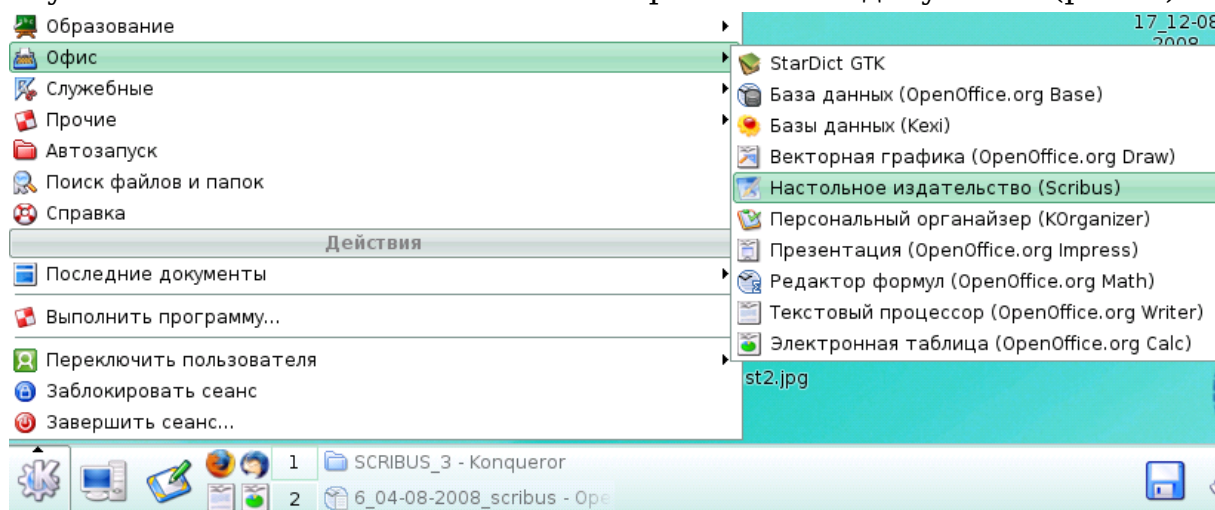 Образование
Офис
Служебные
Прочие
Автозапуск
Поиск файлов и папок
Справка
Действия
Последние документы
Выполнить программу...
Переключить пользователя
Заблокировать сеанс
Завершить сеанс...
17_12-08
2008
StarDict GTK
База данных (OpenOffice.org Base)
Базы данных (Kexi)
Векторная графика (OpenOffice.org Draw)
Настольное издательство (Scribus)
Персональный органайзер (KOrganizer)
Презентация (OpenOffice.org Impress)
Редактор формул (OpenOffice.org Math)
Текстовый процессор (OpenOffice.org Writer)
Электронная таблица (OpenOffice.org Calc)
st2.jpg
1 SCRIBUS_3 - Konqueror
2 6_04-08-2008_scribus - Ope